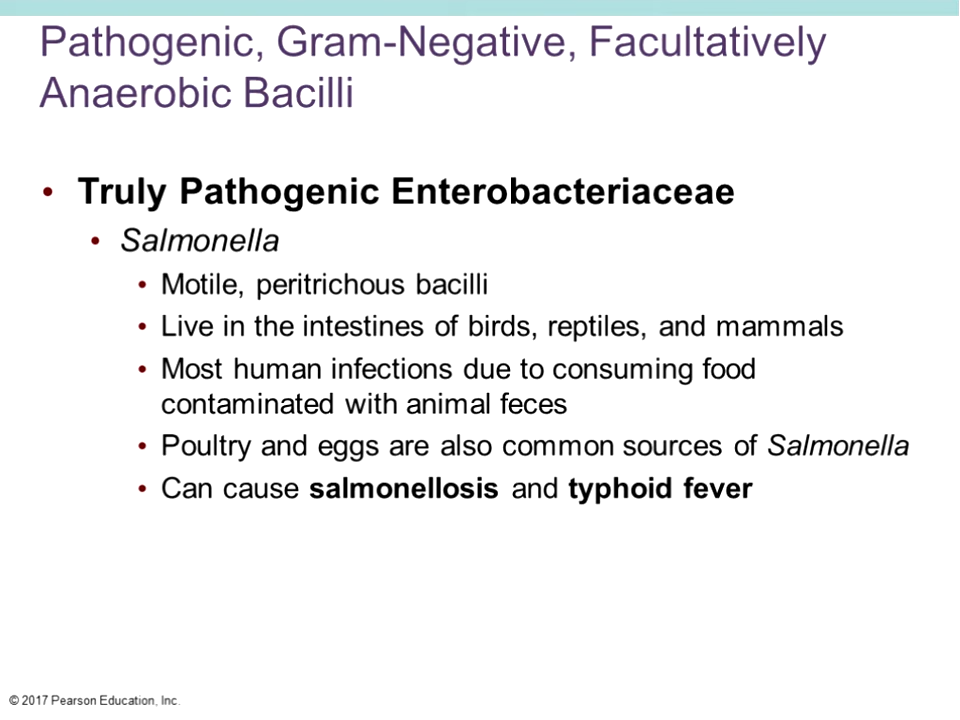 Pathogenic, Gram-Negative, Facultatively
Anaerobic Bacilli
• Truly Pathogenic Enterobacteriaceae
• Salmonella
• Motile, peritrichous bacilli
• Live in the intestines of birds, reptiles, and mammals
• Most human infections due to consuming food
contaminated with animal feces
• Poultry and eggs are also common sources of Salmonella
• Can cause salmonellosis and typhoid fever
© 2017 Pearson Education, Inc.